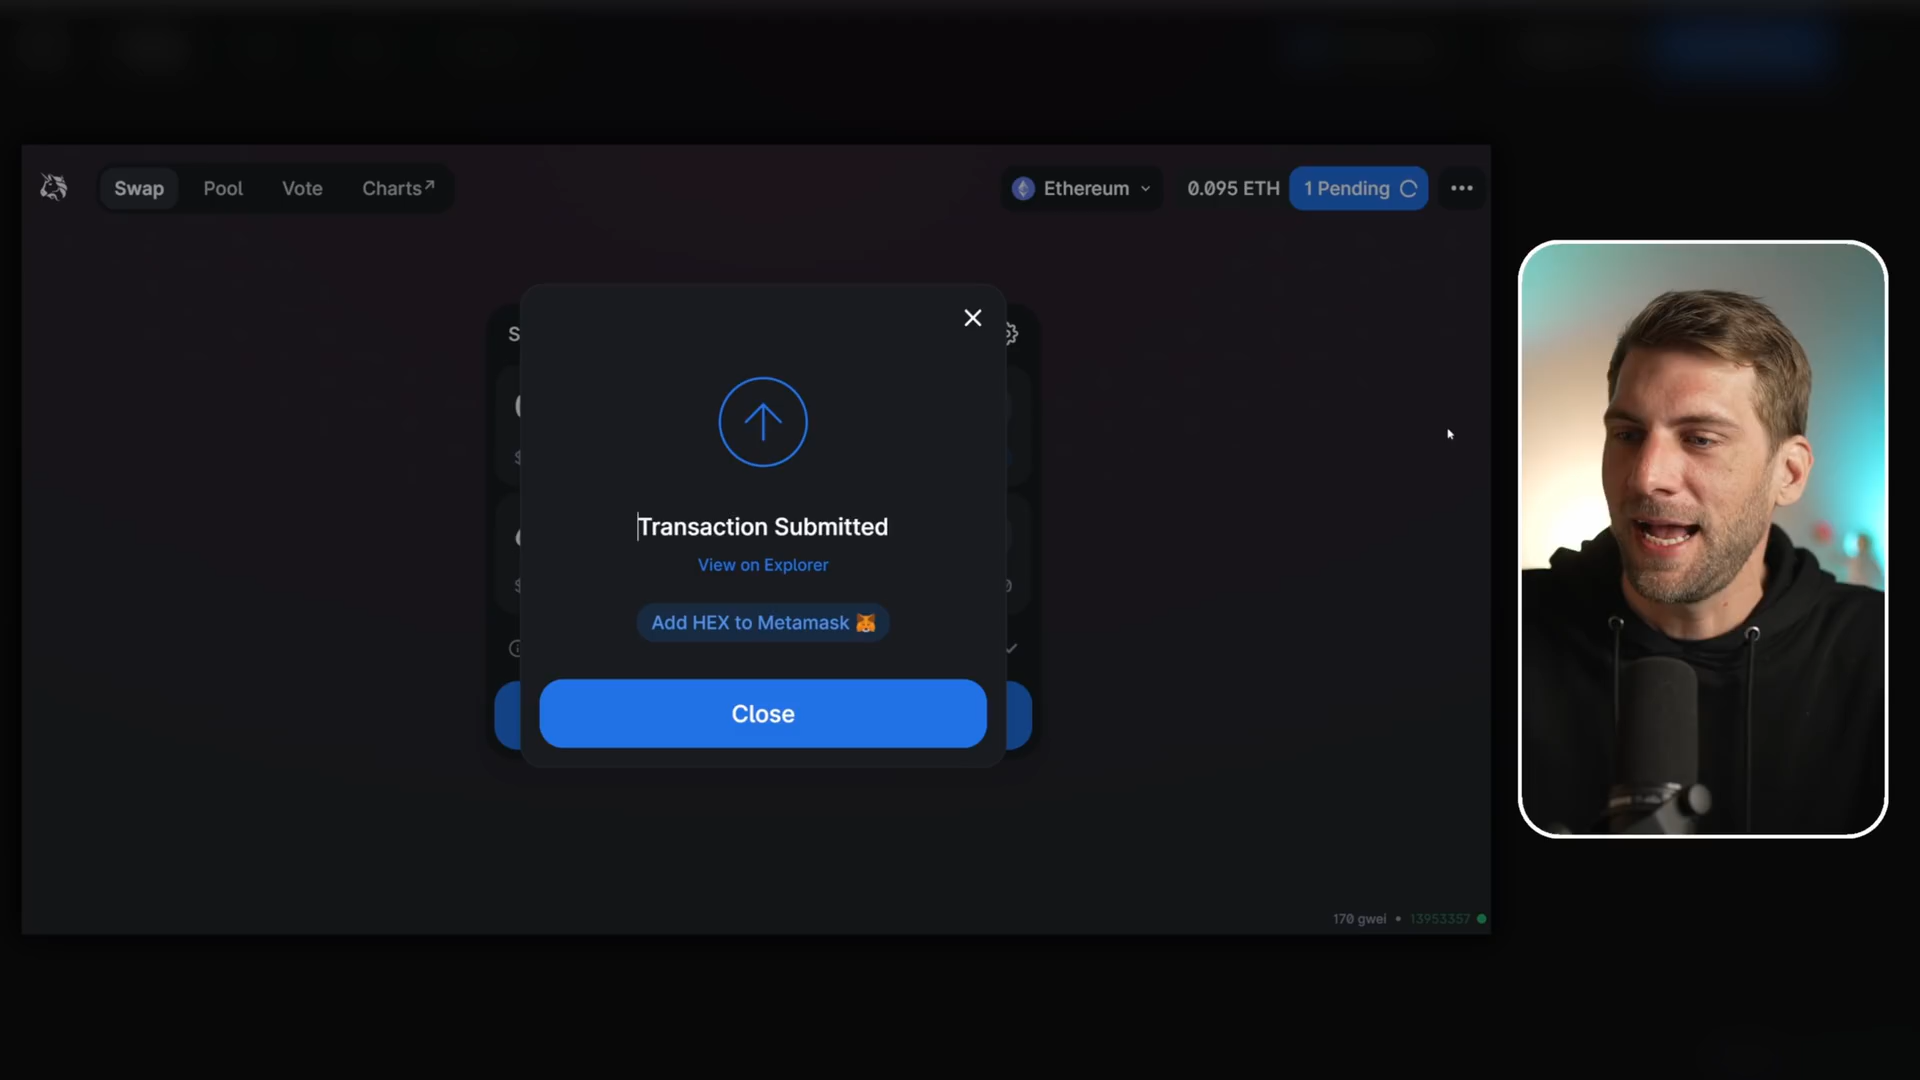 Swap Pool Vote Charts↗ Ethereum 0.095 ETH 1 Pending
Transaction Submitted
View on Explorer
Add HEX to Metamask 🦊
Close
170 gwei • 13953357